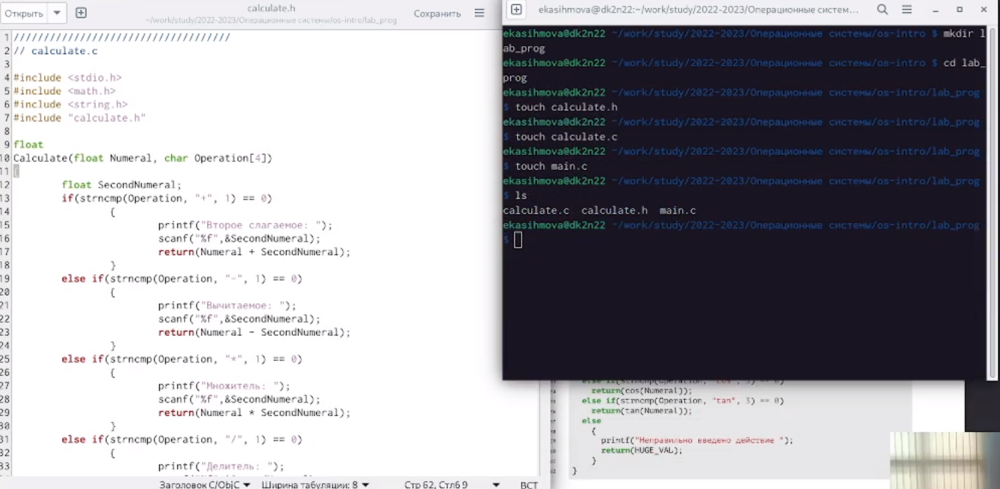 Открыть
calculate.h
~/work/study/2022-2023/Операционные системы/os-intro/lab_prog
Сохранить
1 ////////////////////////////////////
2 // calculate.c
3
4 #include <stdio.h>
5 #include <math.h>
6 #include <string.h>
7 #include "calculate.h"
8
9 float
10 Calculate(float Numeral, char Operation[4])
11 {
12 float SecondNumeral;
13 if(strncmp(Operation, "+", 1) == 0)
14 {
15 printf("Второе слагаемое: ");
16 scanf("%f",&SecondNumeral);
17 return(Numeral + SecondNumeral);
18 }
19 else if(strncmp(Operation, "-", 1) == 0)
20 {
21 printf("Вычитаемое: ");
22 scanf("%f",&SecondNumeral);
23 return(Numeral - SecondNumeral);
24 }
25 else if(strncmp(Operation, "*", 1) == 0)
26 {
27 printf("Множитель: ");
28 scanf("%f",&SecondNumeral);
29 return(Numeral * SecondNumeral);
30 }
31 else if(strncmp(Operation, "/", 1) == 0)
32 {
33 printf("Делитель: ");
Заголовок C/ObjC Ширина табуляции: 8 Стр 62, Стлб 9 ВСТ
ekasihmova@dk2n22:~/work/study/2022-2023/Операционные систем...
ekasihmova@dk2n22 ~/work/study/2022-2023/Операционные системы/os-intro $ mkdir l
ab_prog
ekasihmova@dk2n22 ~/work/study/2022-2023/Операционные системы/os-intro $ cd lab_
prog
ekasihmova@dk2n22 ~/work/study/2022-2023/Операционные системы/os-intro/lab_prog
$ touch calculate.h
ekasihmova@dk2n22 ~/work/study/2022-2023/Операционные системы/os-intro/lab_prog
$ touch calculate.c
ekasihmova@dk2n22 ~/work/study/2022-2023/Операционные системы/os-intro/lab_prog
$ touch main.c
ekasihmova@dk2n22 ~/work/study/2022-2023/Операционные системы/os-intro/lab_prog
$ ls
calculate.c calculate.h main.c
ekasihmova@dk2n22 ~/work/study/2022-2023/Операционные системы/os-intro/lab_prog
$
else if(strncmp(Operation, "cos", 3) == 0)
return(cos(Numeral));
else if(strncmp(Operation, "tan", 3) == 0)
return(tan(Numeral));
else
{
printf("Неправильно введено действие ");
return(HUGE_VAL);
}
}